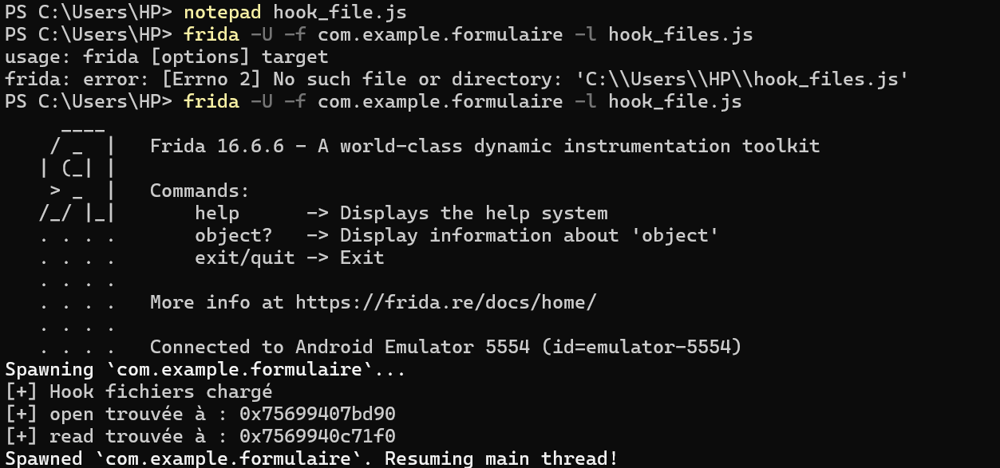 PS C:\Users\HP> notepad hook_file.js
PS C:\Users\HP> frida -U -f com.example.formulaire -l hook_files.js
usage: frida [options] target
frida: error: [Errno 2] No such file or directory: 'C:\\Users\\HP\\hook_files.js'
PS C:\Users\HP> frida -U -f com.example.formulaire -l hook_file.js
     ____
    / _  |   Frida 16.6.6 - A world-class dynamic instrumentation toolkit
   | (_| |
    > _  |   Commands:
   /_/ |_|       help      -> Displays the help system
   . . . .       object?   -> Display information about 'object'
   . . . .       exit/quit -> Exit
   . . . .
   . . . .   More info at https://frida.re/docs/home/
   . . . .
   . . . .   Connected to Android Emulator 5554 (id=emulator-5554)
Spawning `com.example.formulaire`...
[+] Hook fichiers chargé
[+] open trouvée à : 0x75699407bd90
[+] read trouvée à : 0x7569940c71f0
Spawned `com.example.formulaire`. Resuming main thread!